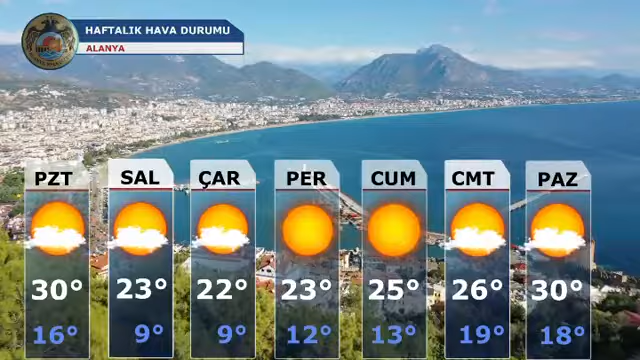 HAFTALIK HAVA DURUMU
ALANYA
PZT SAL ÇAR PER CUM CMT PAZ
30° 23° 22° 23° 25° 26° 30°
16° 9° 9° 12° 13° 19° 18°